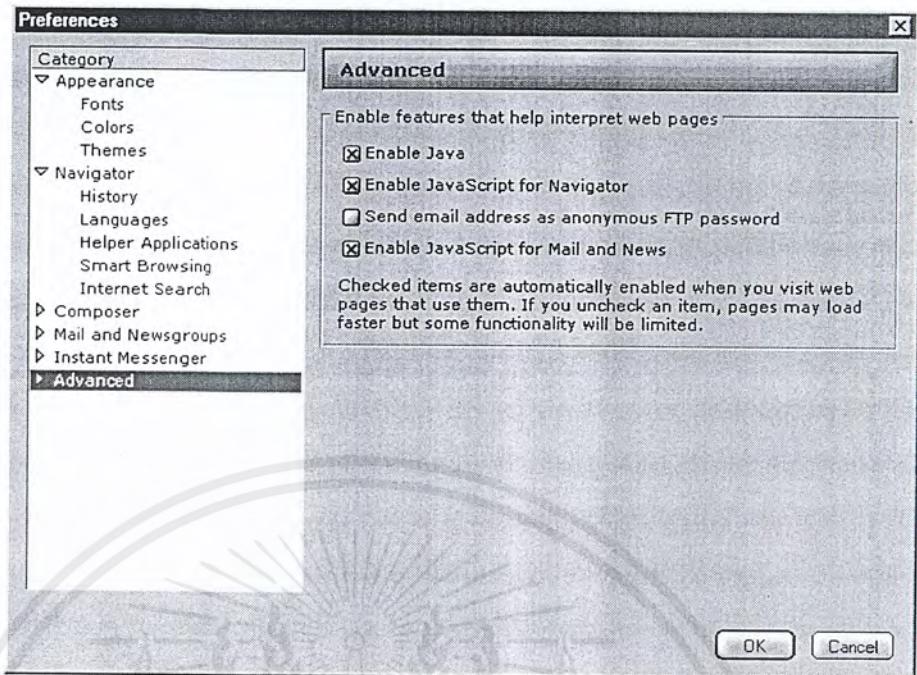 Preferences
Category
Appearance
Fonts
Colors
Themes
Navigator
History
Languages
Helper Applications
Smart Browsing
Internet Search
Composer
Mail and Newsgroups
Instant Messenger
Advanced
Advanced
Enable features that help interpret web pages
Enable Java
Enable JavaScript for Navigator
Send email address as anonymous FTP password
Enable JavaScript for Mail and News
Checked items are automatically enabled when you visit web
pages that use them. If you uncheck an item, pages may load
faster but some functionality will be limited.
OK
Cancel